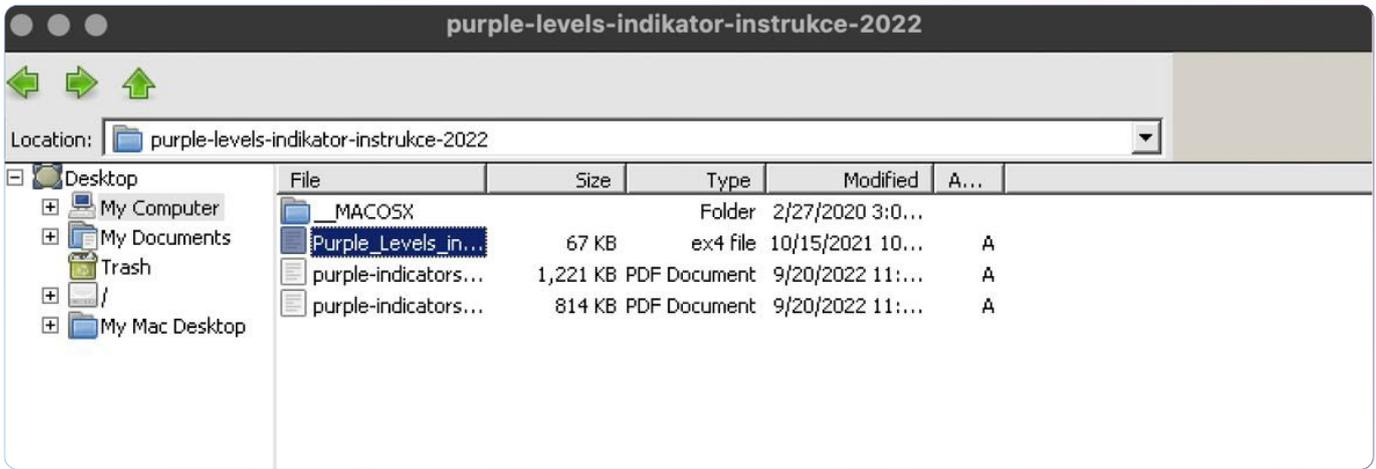 purple-levels-indikator-instrukce-2022
Location: purple-levels-indikator-instrukce-2022
Desktop
My Computer
My Documents
Trash
/
My Mac Desktop
File Size Type Modified A...
__MACOSX Folder 2/27/2020 3:0...
Purple_Levels_in... 67 KB ex4 file 10/15/2021 10... A
purple-indicators... 1,221 KB PDF Document 9/20/2022 11:... A
purple-indicators... 814 KB PDF Document 9/20/2022 11:... A